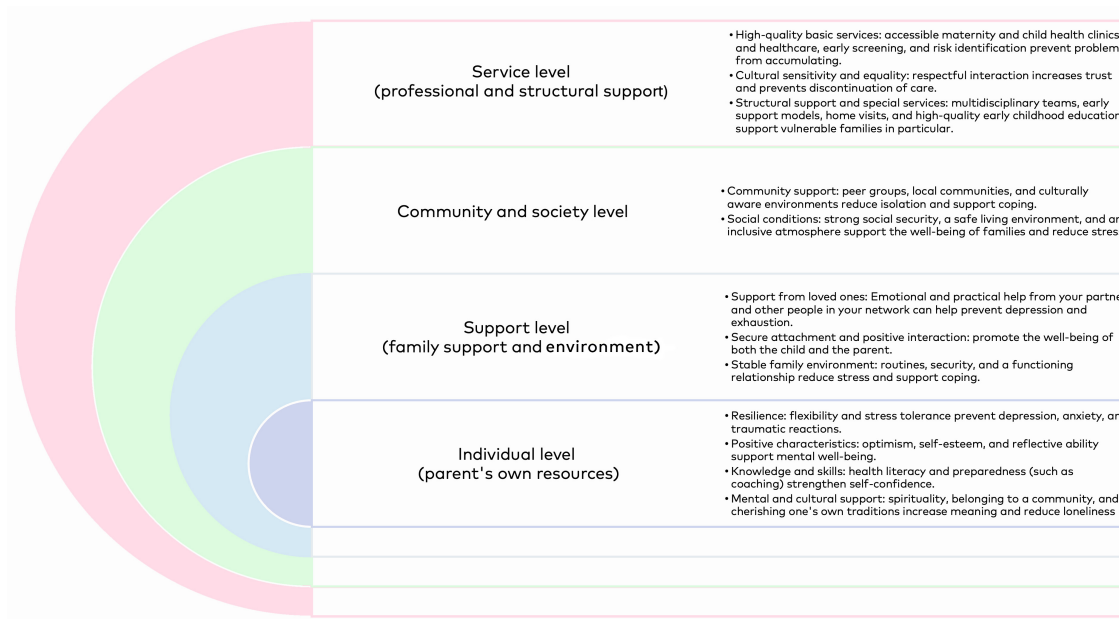 Service level
(professional and structural support)
• High-quality basic services: accessible maternity and child health clinics
and healthcare, early screening, and risk identification prevent problem
from accumulating.
• Cultural sensitivity and equality: respectful interaction increases trust
and prevents discontinuation of care.
• Structural support and special services: multidisciplinary teams, early
support models, home visits, and high-quality early childhood education
support vulnerable families in particular.
Community and society level
• Community support: peer groups, local communities, and culturally
aware environments reduce isolation and support coping.
• Social conditions: strong social security, a safe living environment, and
inclusive atmosphere support the well-being of families and reduce stres
Support level
(family support and environment)
• Support from loved ones: Emotional and practical help from your partne
and other people in your network can help prevent depression and
exhaustion.
• Secure attachment and positive interaction: promote the well-being of
both the child and the parent.
• Stable family environment: routines, security, and a functioning
relationship reduce stress and support coping.
Individual level
(parent's own resources)
• Resilience: flexibility and stress tolerance prevent depression, anxiety,
traumatic reactions.
• Positive characteristics: optimism, self-esteem, and reflective ability
support mental well-being.
• Knowledge and skills: health literacy and preparedness (such as
coaching) strengthen self-confidence.
• Mental and cultural support: spirituality, belonging to a community, and
cherishing one's own traditions increase meaning and reduce loneliness